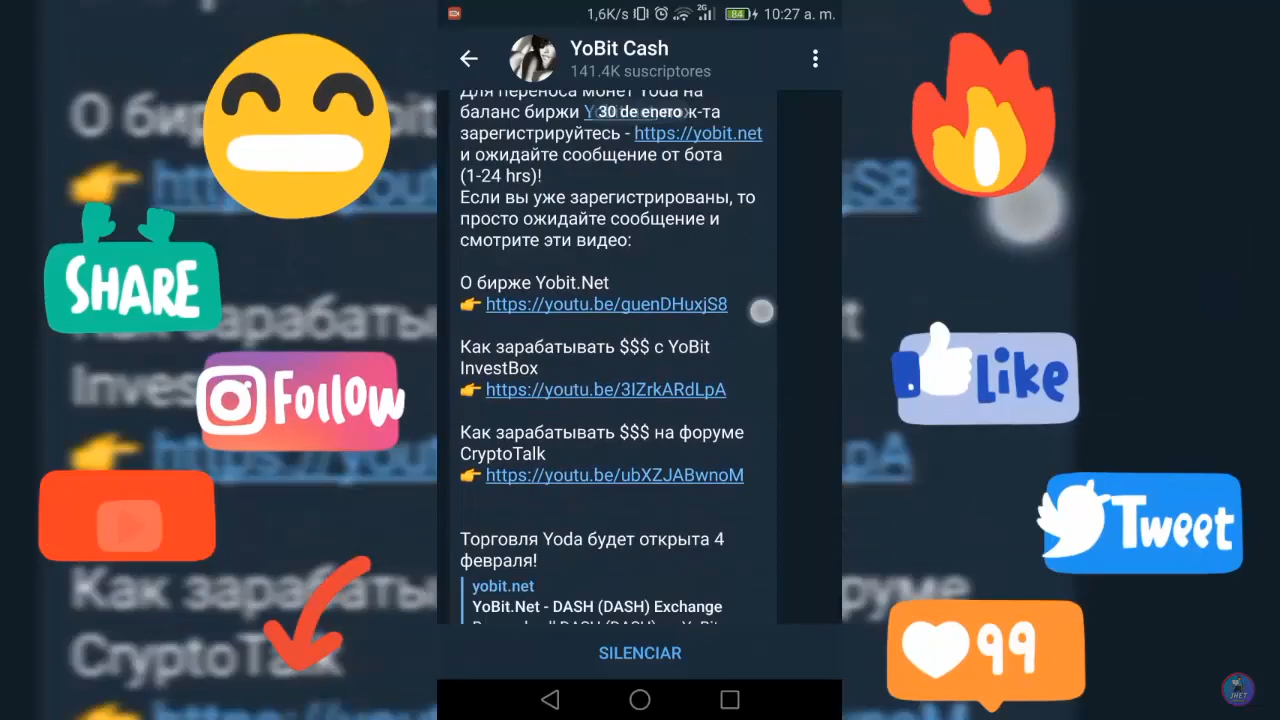 1,6K/s 2G 84 10:27 a. m.
YoBit Cash
141.4K suscriptores
Для переноса монет Yoda на
баланс биржи 30 de enero к-та
зарегистрируйтесь - https://yobit.net
и ожидайте сообщение от бота
(1-24 hrs)!
Если вы уже зарегистрированы, то
просто ожидайте сообщение и
смотрите эти видео:
О бирже Yobit.Net
👉 https://youtu.be/guenDHuxjS8
Как зарабатывать $$$ с YoBit
InvestBox
👉 https://youtu.be/3IZrkARdLpA
Как зарабатывать $$$ на форуме
CryptoTalk
👉 https://youtu.be/ubXZJABwnoM
Торговля Yoda будет открыта 4
февраля!
yobit.net
YoBit.Net - DASH (DASH) Exchange
SILENCIAR
SHARE
Follow
Like
Tweet
99
JHET